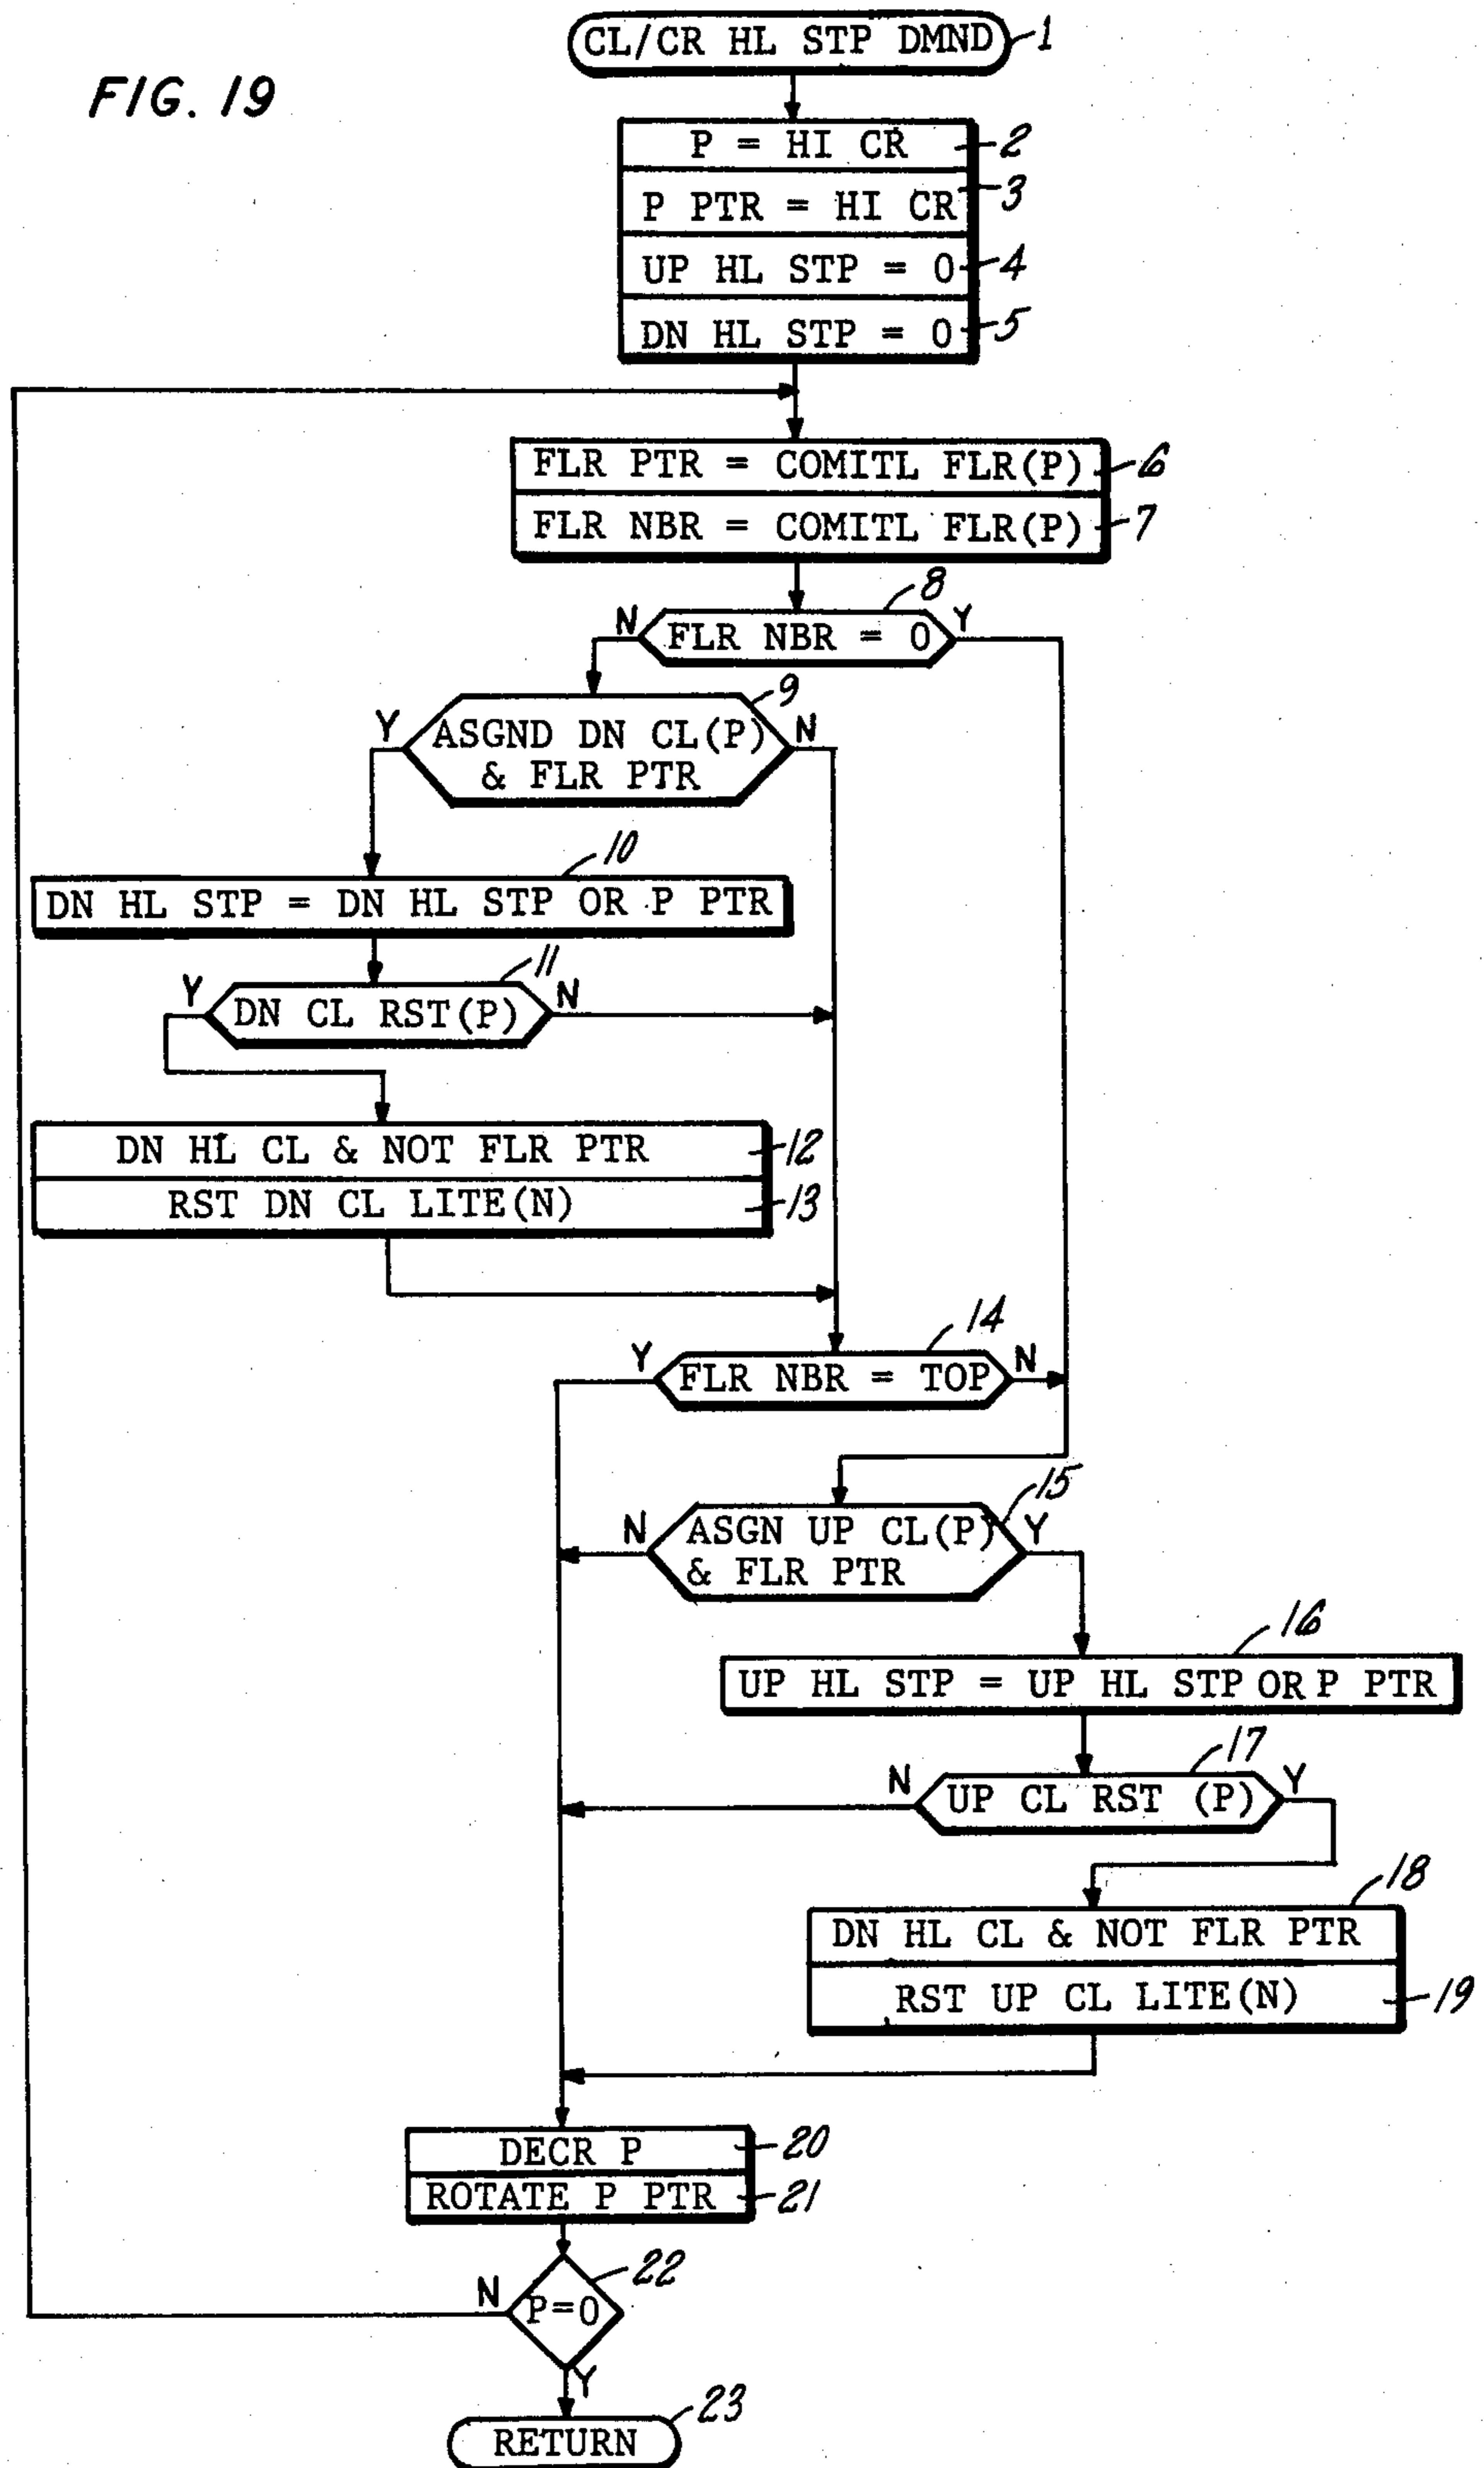 FIG. 19
CL/CR HL STP DMND
1
P = HI CR
2
P PTR = HI CR
3
UP HL STP = 0
4
DN HL STP = 0
5
FLR PTR = COMITL FLR(P)
6
FLR NBR = COMITL FLR(P)
7
8
N
FLR NBR = 0
Y
9
Y
ASGND DN CL(P)
& FLR PTR
N
10
DN HL STP = DN HL STP OR P PTR
11
Y
DN CL RST(P)
N
DN HL CL & NOT FLR PTR
12
RST DN CL LITE(N)
13
14
Y
FLR NBR = TOP
N
15
N
ASGN UP CL(P)
& FLR PTR
Y
16
UP HL STP = UP HL STP OR P PTR
17
N
UP CL RST (P)
Y
18
DN HL CL & NOT FLR PTR
RST UP CL LITE(N)
19
DECR P
20
ROTATE P PTR
21
22
N
P=0
Y
23
RETURN